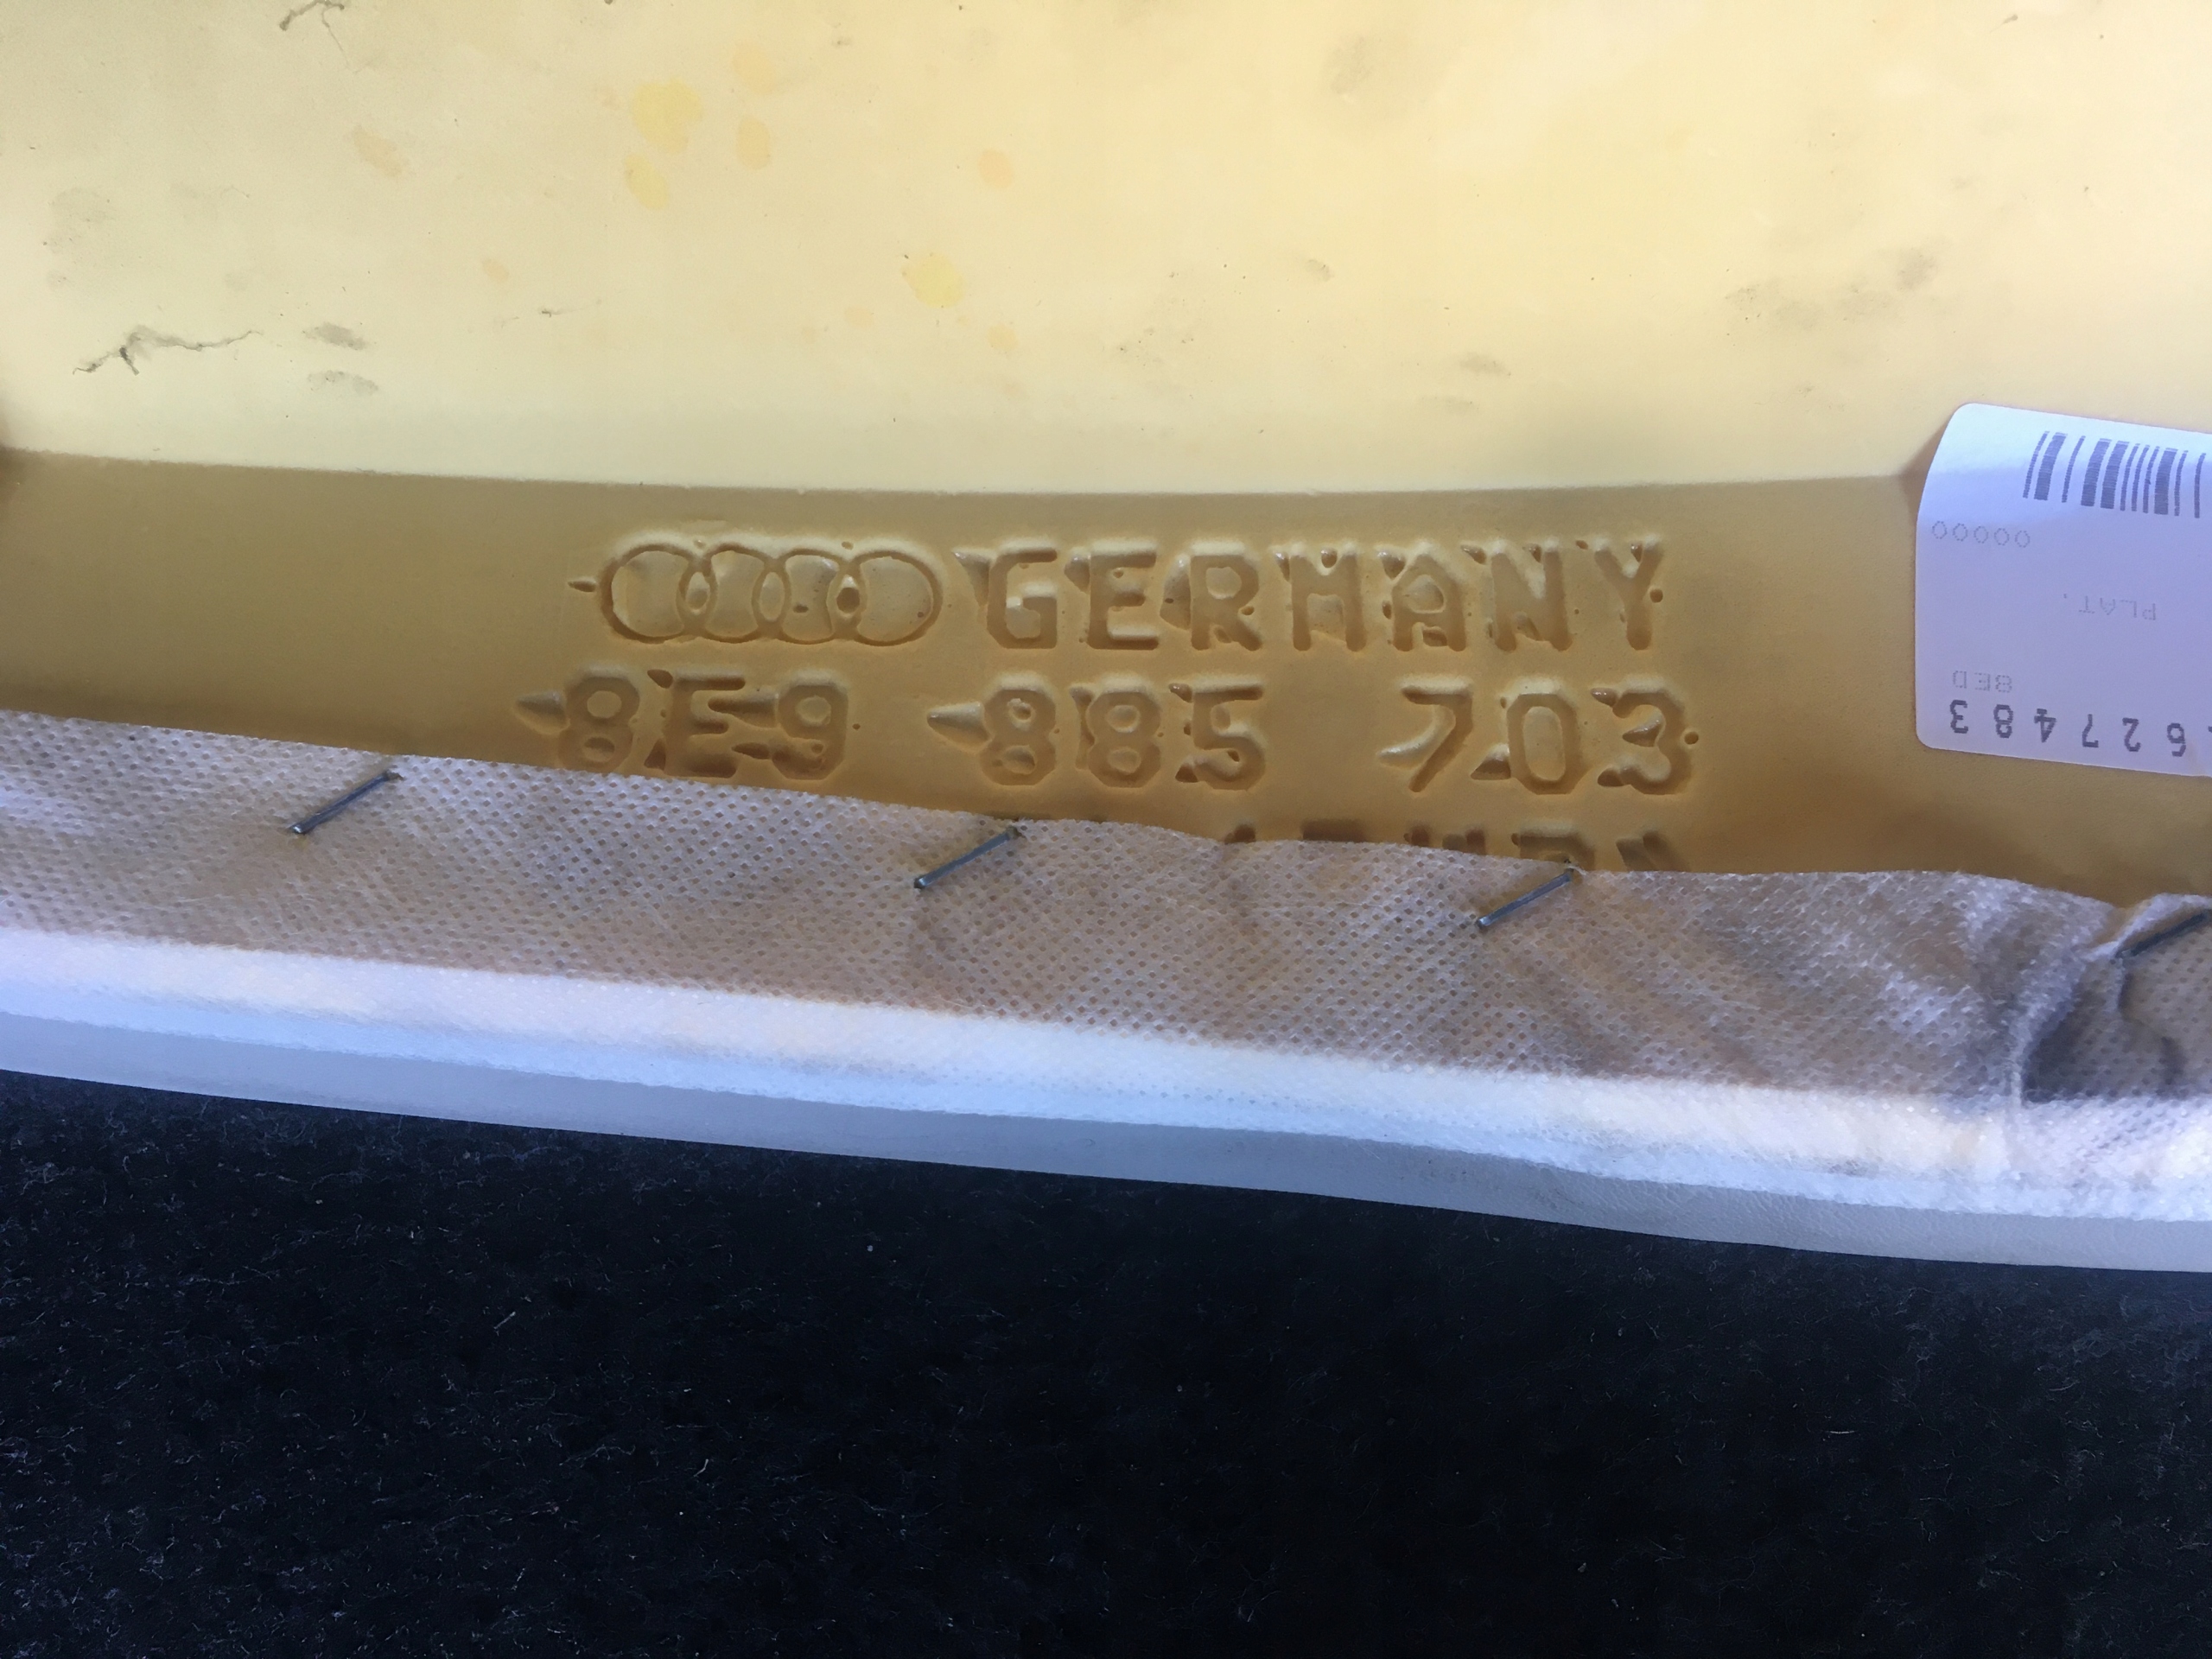 GERMANY
8E9 885 703
627483
8ED
PLAT.
00000